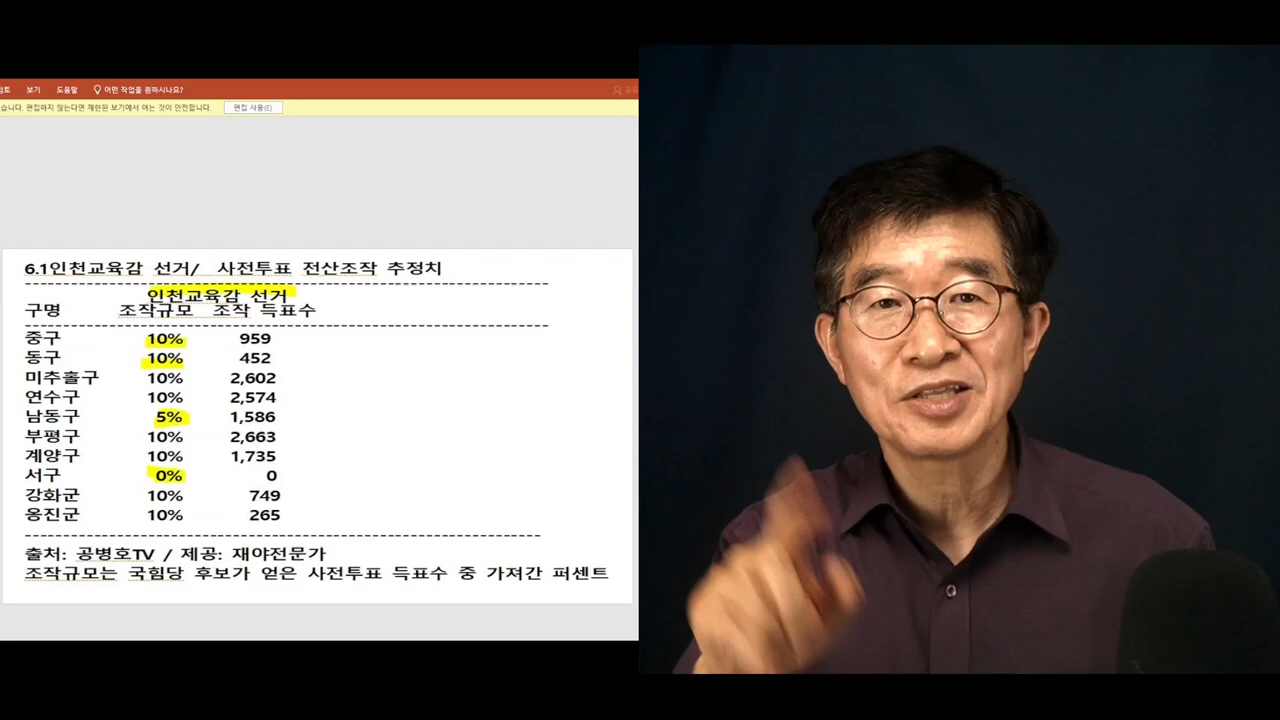 보기 도움말 어떤 작업을 원하시나요?
습니다. 편집하지 않는다면 제한된 보기에서 여는 것이 안전합니다. 편집 사용(E)
6.1인천교육감 선거/ 사전투표 전산조작 추정치
인천교육감 선거
구명 조작규모 조작 득표수
중구 10% 959
동구 10% 452
미추홀구 10% 2,602
연수구 10% 2,574
남동구 5% 1,586
부평구 10% 2,663
계양구 10% 1,735
서구 0% 0
강화군 10% 749
옹진군 10% 265
출처: 공병호TV / 제공: 재야전문가
조작규모는 국힘당 후보가 얻은 사전투표 득표수 중 가져간 퍼센트